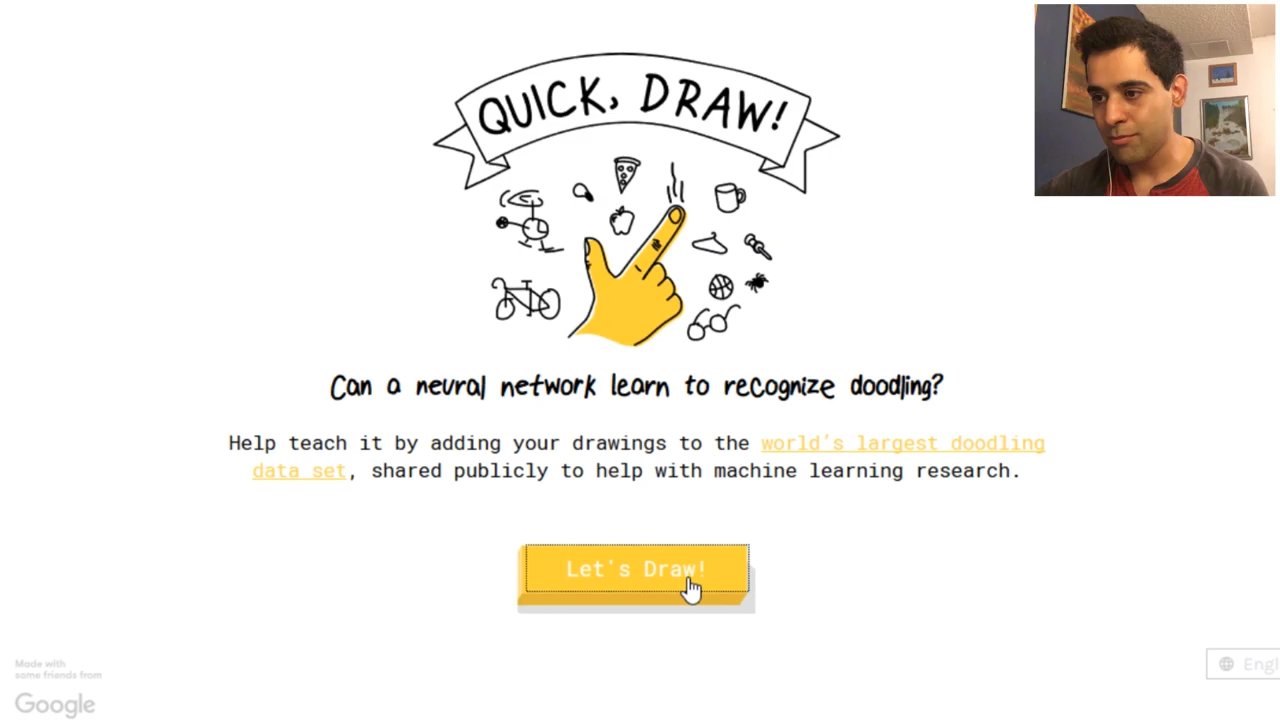 QUICK, DRAW!
Can a neural network learn to recognize doodling?
Help teach it by adding your drawings to the world's largest doodling
data set, shared publicly to help with machine learning research.
Let's Draw!
Made with
some friends from
Google
Engl